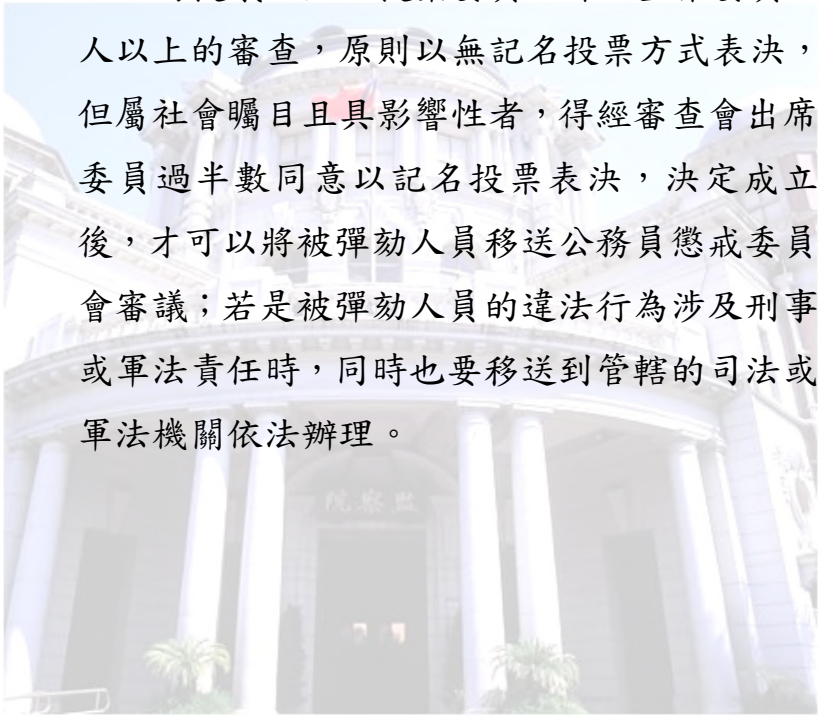 人以上的審查，原則以無記名投票方式表決，
但屬社會矚目且具影響性者，得經審查會出席
委員過半數同意以記名投票表決，決定成立
後，才可以將被彈劾人員移送公務員懲戒委員
會審議；若是被彈劾人員的違法行為涉及刑事
或軍法責任時，同時也要移送到管轄的司法或
軍法機關依法辦理。
院察監